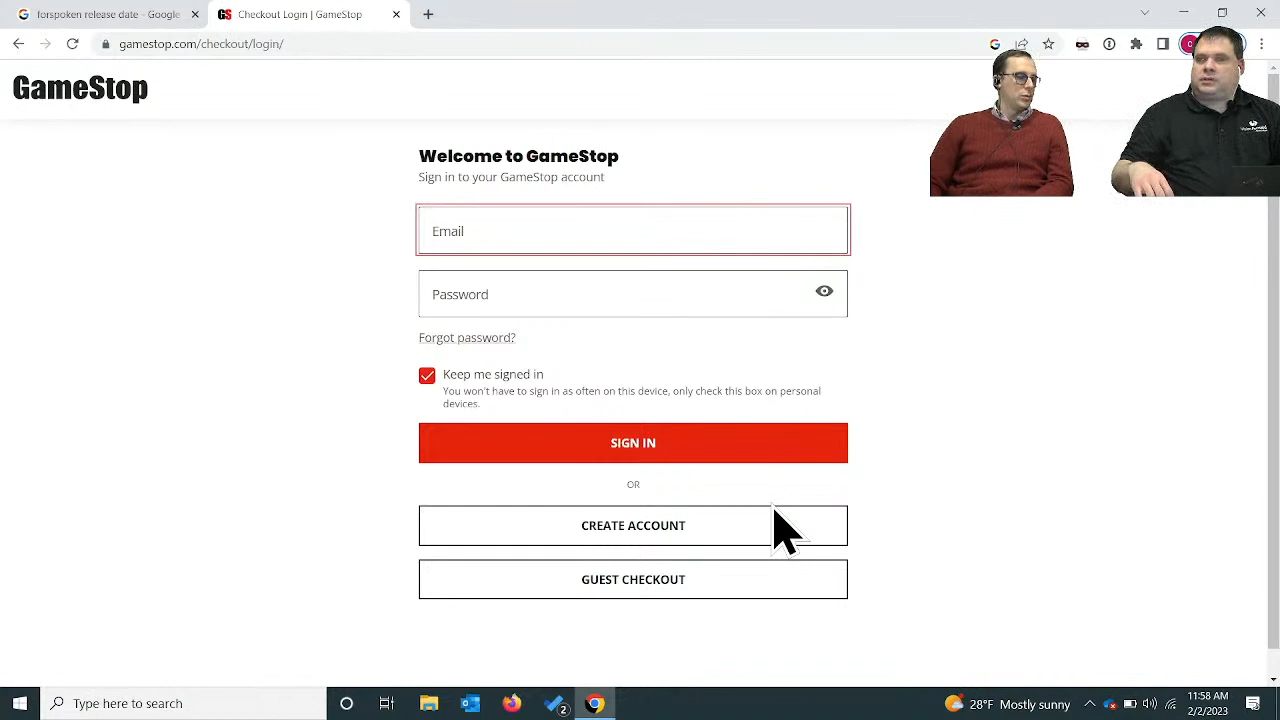 forspoken release date - Google
Checkout Login | GameStop
gamestop.com/checkout/login/
GameStop
Welcome to GameStop
Sign in to your GameStop account
Email
Password
Forgot password?
Keep me signed in
You won't have to sign in as often on this device, only check this box on personal
devices.
SIGN IN
OR
CREATE ACCOUNT
GUEST CHECKOUT
Type here to search
2
28°F Mostly sunny
11:58 AM
2/2/2023